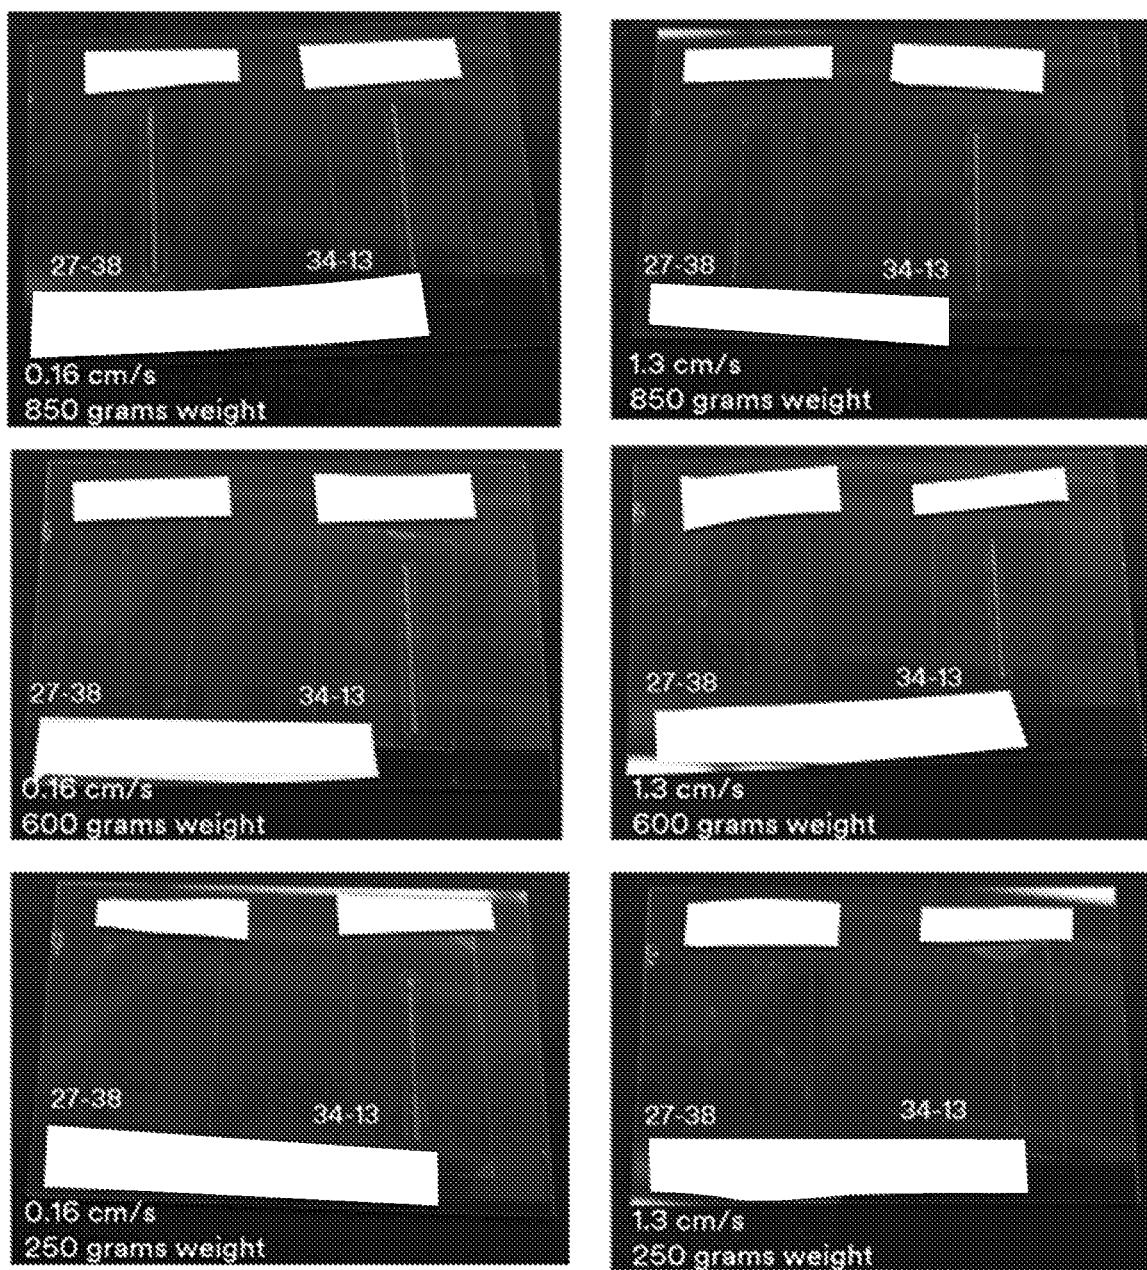 27-38 34-13
0.16 cm/s
850 grams weight
27-38 34-13
1.3 cm/s
850 grams weight
27-38 34-13
0.16 cm/s
600 grams weight
27-38 34-13
1.3 cm/s
600 grams weight
27-38 34-13
0.16 cm/s
250 grams weight
27-38 34-13
1.3 cm/s
250 grams weight